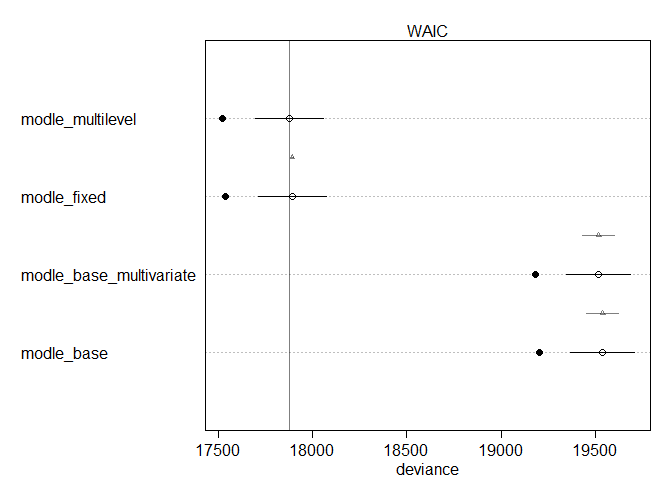 WAIC
modle_multilevel
modle_fixed
modle_base_multivariate
modle_base
17500 18000 18500 19000 19500
deviance